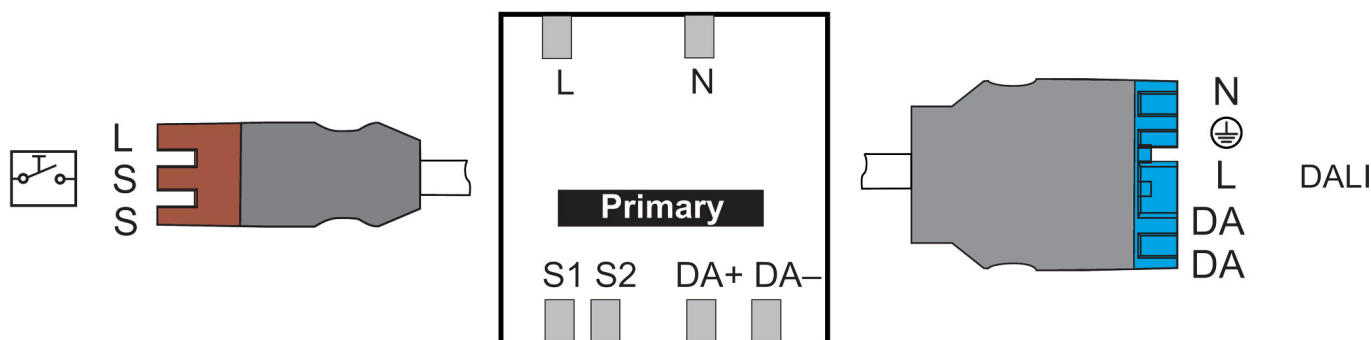 L
S
S
L N
Primary
S1 S2 DA+ DA–
N
L
DA
DA
DALI